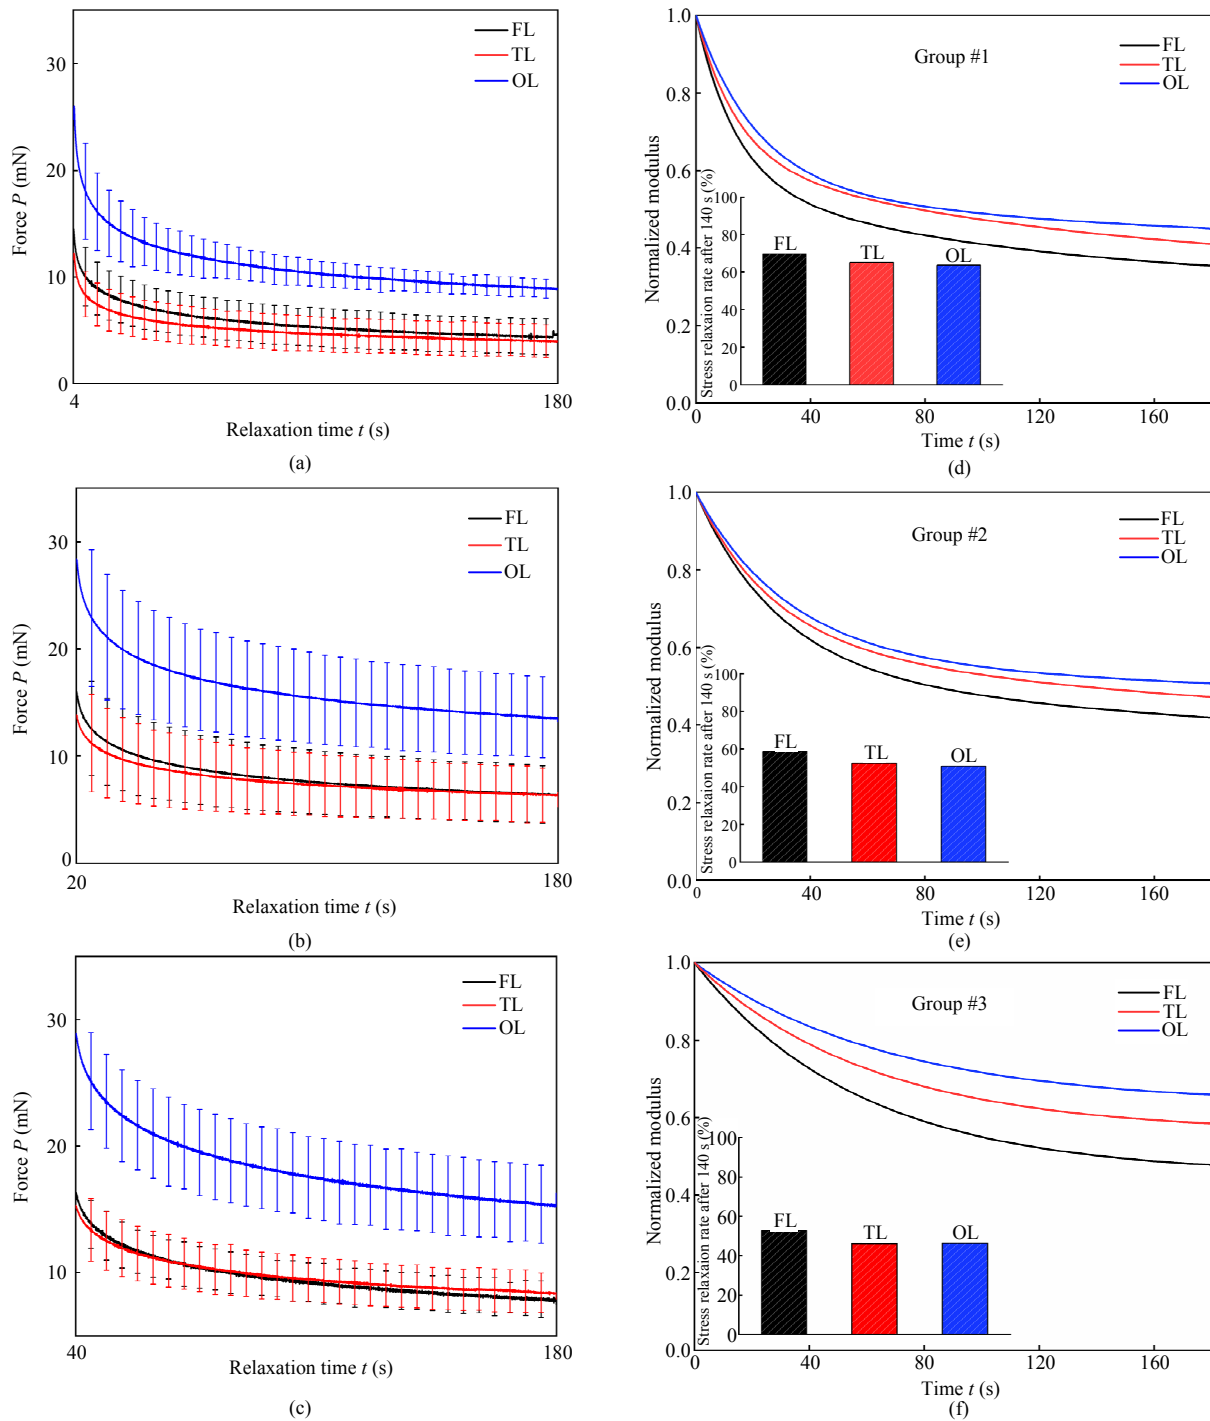 FL
TL
OL
30
20
10
0
4
180
Force P (mN)
Relaxation time t (s)
(a)
1.0
0.8
0.6
0.4
0.2
0.0
Normalized modulus
Group #1
FL
TL
OL
100
80
60
40
20
0
Stress relaxaion rate after 140 s (%)
FL
TL
OL
40
80
120
160
Time t (s)
(d)
FL
TL
OL
30
20
10
0
20
180
Force P (mN)
Relaxation time t (s)
(b)
1.0
0.8
0.6
0.4
0.2
0.0
Normalized modulus
Group #2
FL
TL
OL
100
80
60
40
20
0
Stress relaxaion rate after 140 s (%)
FL
TL
OL
0
40
80
120
160
Time t (s)
(e)
FL
TL
OL
30
20
10
40
180
Force P (mN)
Relaxation time t (s)
(c)
1.0
0.8
0.6
0.4
0.2
0.0
Normalized modulus
Group #3
FL
TL
OL
100
80
60
40
20
0
Stress relaxaion rate after 140 s (%)
FL
TL
OL
0
40
80
120
160
Time t (s)
(f)